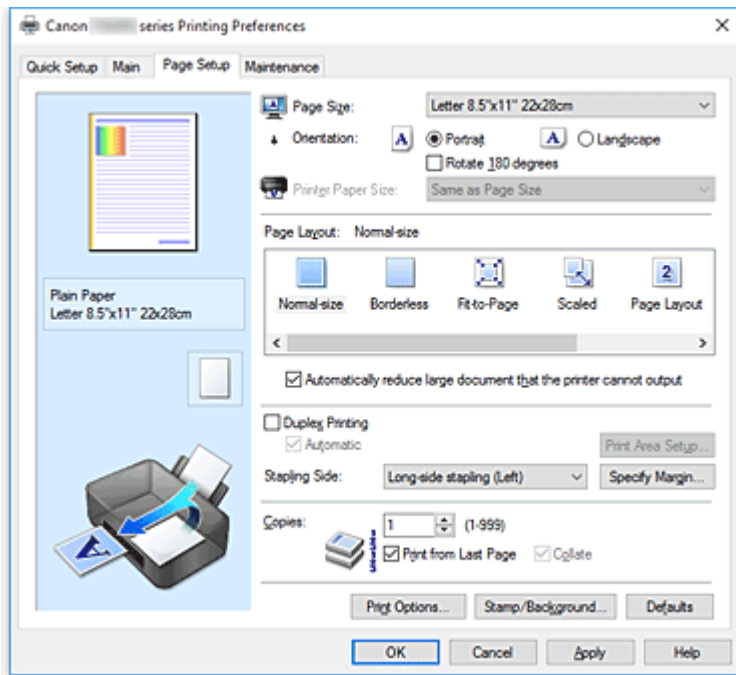 Canon series Printing Preferences
Quick Setup Main Page Setup Maintenance
Page Size: Letter 8.5"x11" 22x28cm
Orientation: A Portrait A Landscape
Rotate 180 degrees
Printer Paper Size: Same as Page Size
Page Layout: Normal-size
2
Normal-size Borderless Fit-to-Page Scaled Page Layout
Plain Paper
Letter 8.5"x11" 22x28cm
Automatically reduce large document that the printer cannot output
Duplex Printing
Automatic Print Area Setup...
Stapling Side: Long-side stapling (Left) Specify Margin...
Copies: 1 (1-999)
Print from Last Page Collate
A
Print Options... Stamp/Background... Defaults
OK Cancel Apply Help